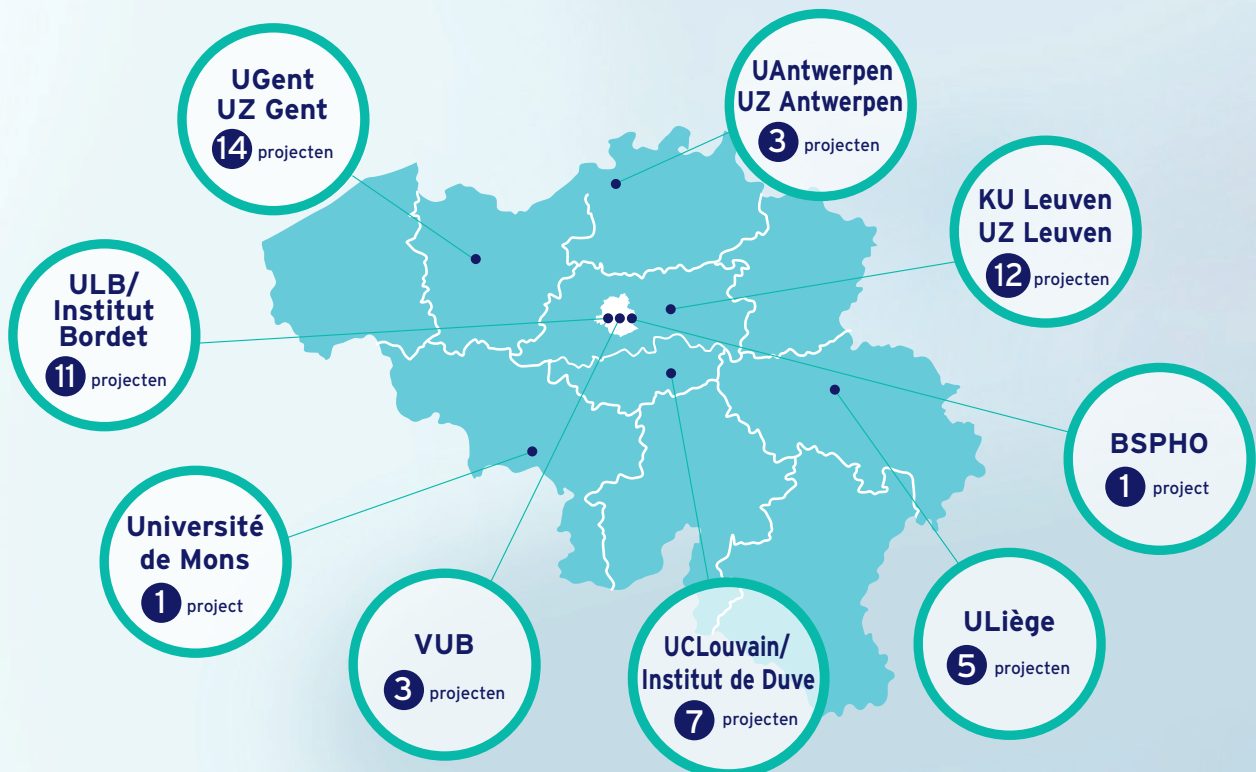 UGent
UZ Gent
14 projecten
UAntwerpen
UZ Antwerpen
3 projecten
KU Leuven
UZ Leuven
12 projecten
ULB/
Institut
Bordet
11 projecten
BSPHO
1 project
Université
de Mons
1 project
VUB
3 projecten
UCLouvain/
Institut de Duve
7 projecten
ULiège
5 projecten